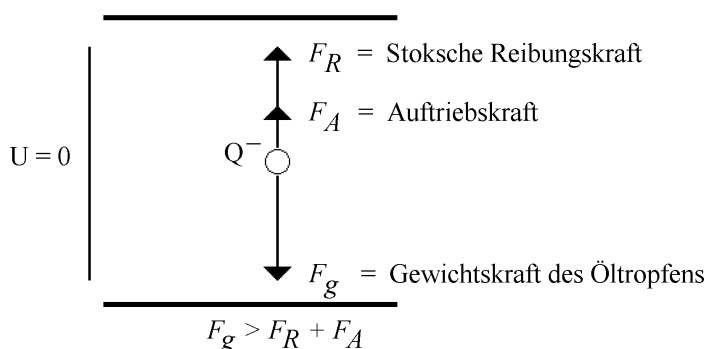 F_R = Stoksche Reibungskraft
F_A = Auftriebskraft
Q⁻
U = 0
F_g = Gewichtskraft des Öltropfens
F_g > F_R + F_A